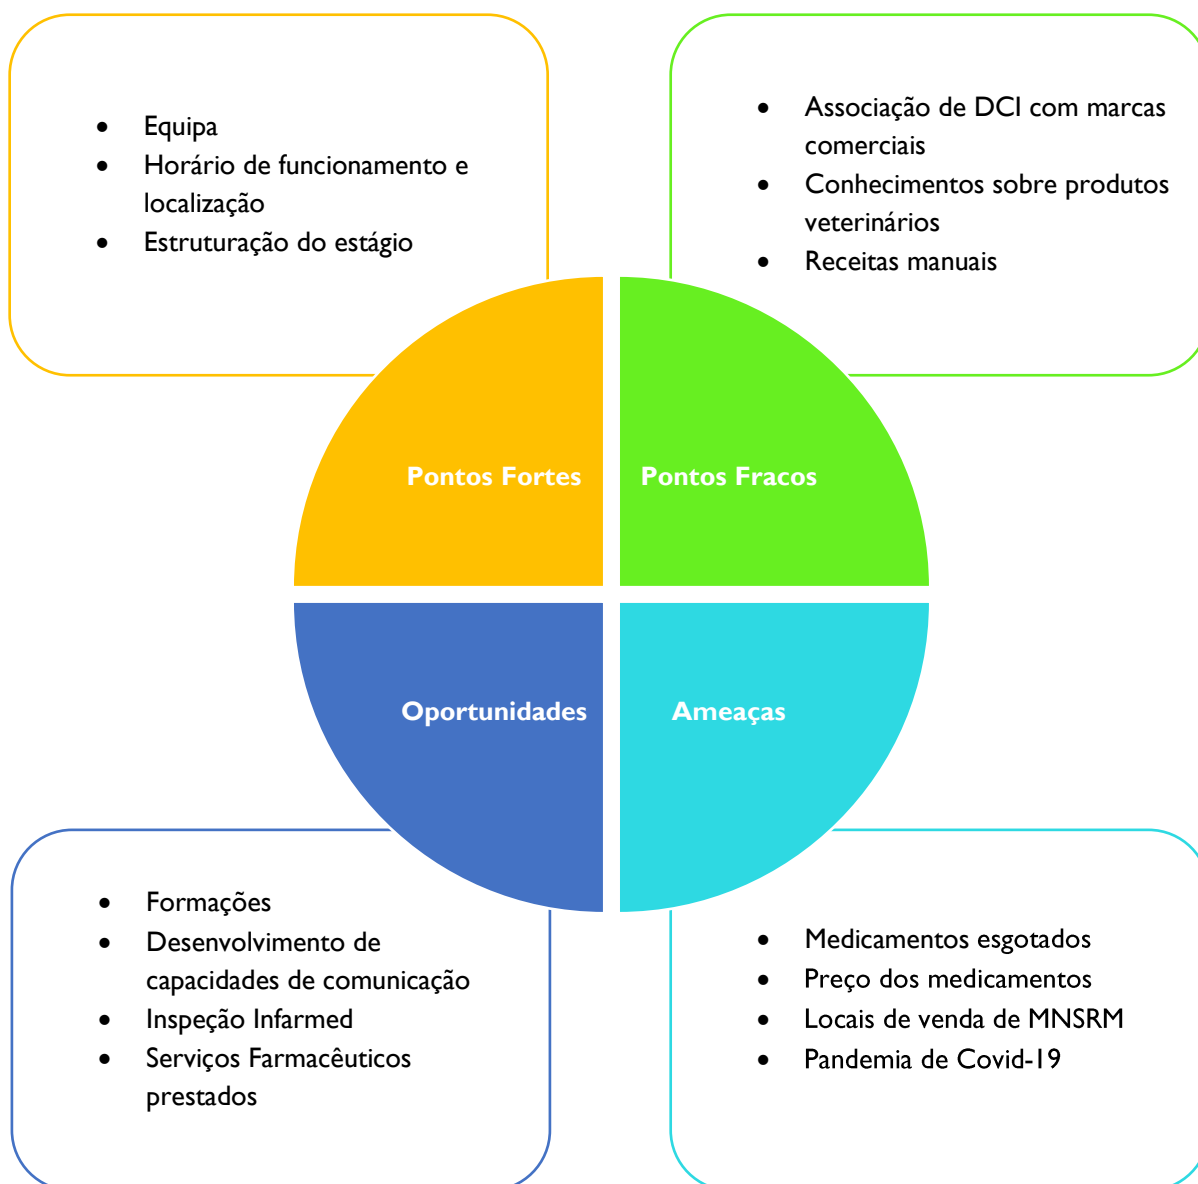 • Equipa
• Horário de funcionamento e
localização
• Estruturação do estágio
• Associação de DCI com marcas
comerciais
• Conhecimentos sobre produtos
veterinários
• Receitas manuais
Pontos Fortes
Pontos Fracos
Oportunidades
Ameaças
• Formações
• Desenvolvimento de
capacidades de comunicação
• Inspeção Infarmed
• Serviços Farmacêuticos
prestados
• Medicamentos esgotados
• Preço dos medicamentos
• Locais de venda de MNSRM
• Pandemia de Covid-19